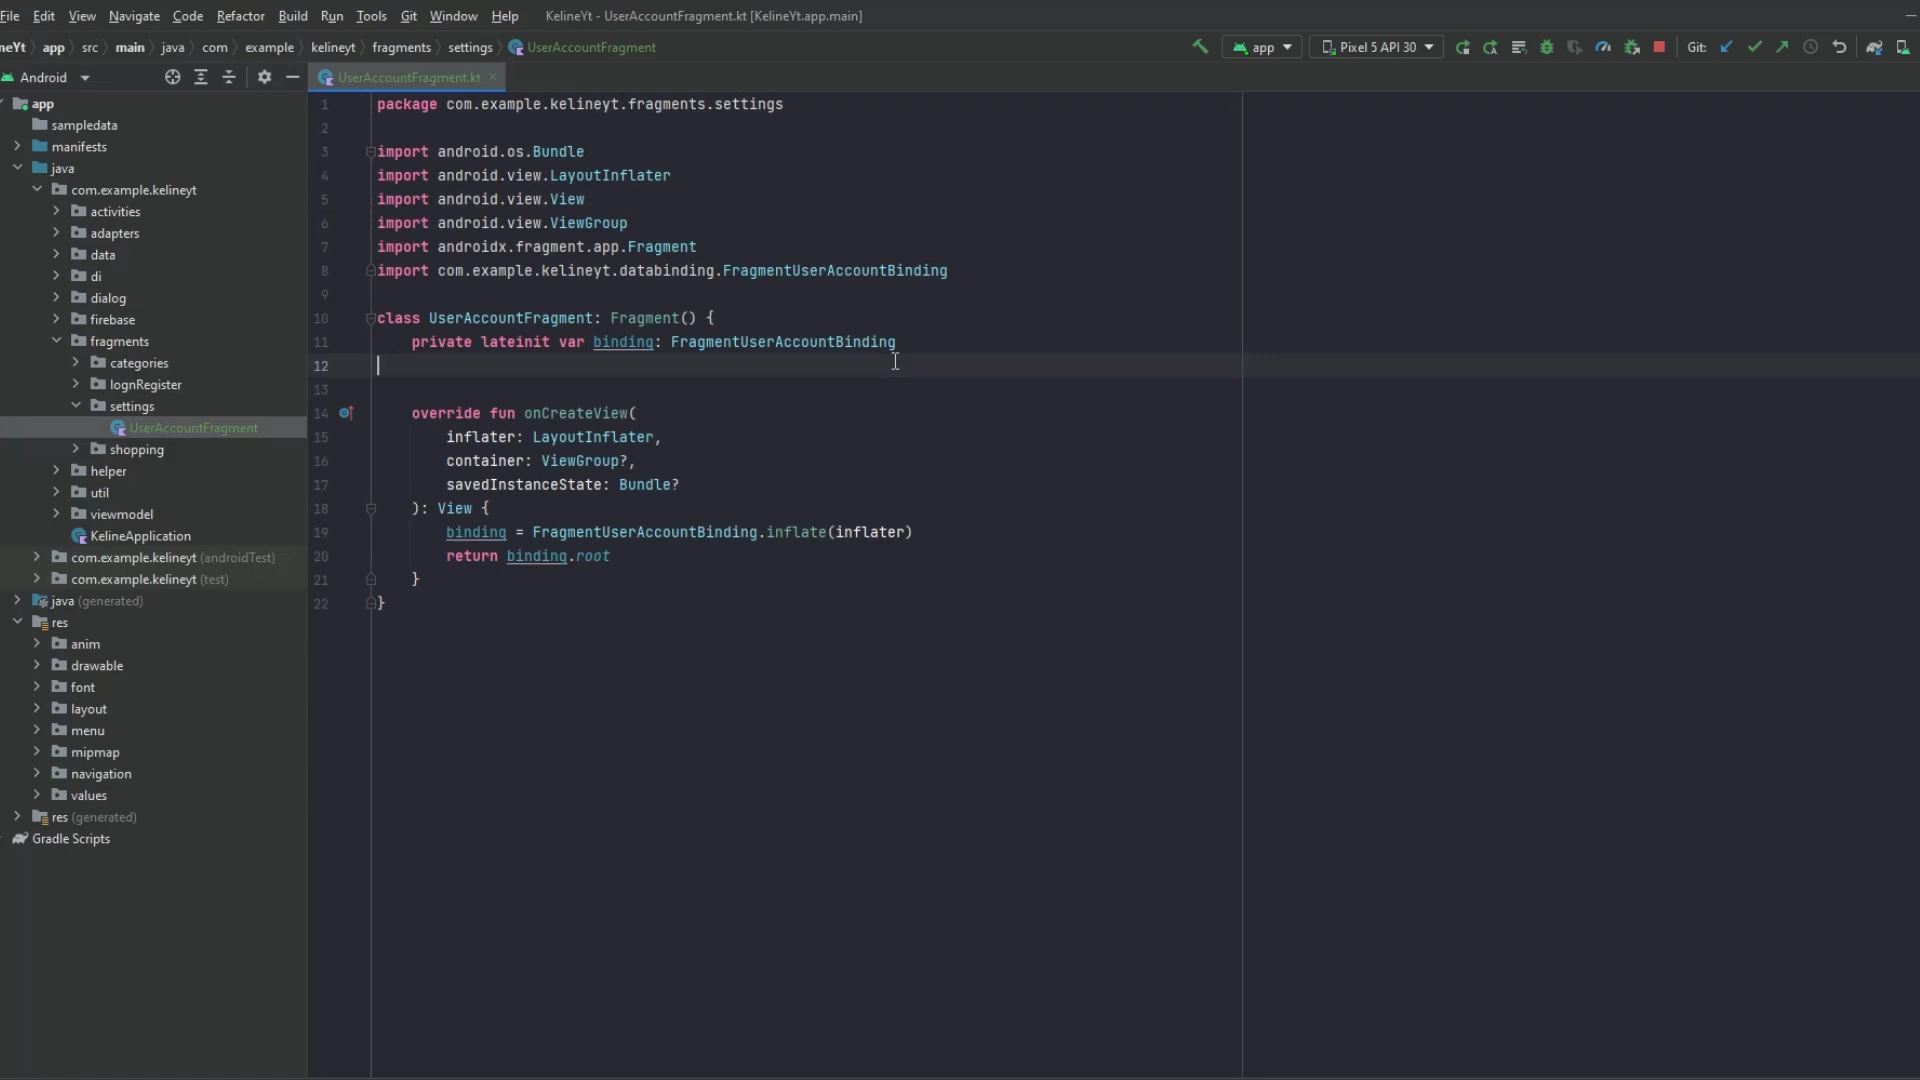 File Edit View Navigate Code Refactor Build Run Tools Git Window Help KelineYt - UserAccountFragment.kt [KelineYt.app.main]
neYt app src main java com example kelineyt fragments settings UserAccountFragment app Pixel 5 API 30 Git:
Android UserAccountFragment.kt
app
sampledata
manifests
java
com.example.kelineyt
activities
adapters
data
di
dialog
firebase
fragments
categories
lognRegister
settings
UserAccountFragment
shopping
helper
util
viewmodel
KelineApplication
com.example.kelineyt (androidTest)
com.example.kelineyt (test)
java (generated)
res
anim
drawable
font
layout
menu
mipmap
navigation
values
res (generated)
Gradle Scripts
1 package com.example.kelineyt.fragments.settings
2
3 import android.os.Bundle
4 import android.view.LayoutInflater
5 import android.view.View
6 import android.view.ViewGroup
7 import androidx.fragment.app.Fragment
8 import com.example.kelineyt.databinding.FragmentUserAccountBinding
9
10 class UserAccountFragment: Fragment() {
11 private lateinit var binding: FragmentUserAccountBinding
12
13
14 override fun onCreateView(
15 inflater: LayoutInflater,
16 container: ViewGroup?,
17 savedInstanceState: Bundle?
18 ): View {
19 binding = FragmentUserAccountBinding.inflate(inflater)
20 return binding.root
21 }
22 }